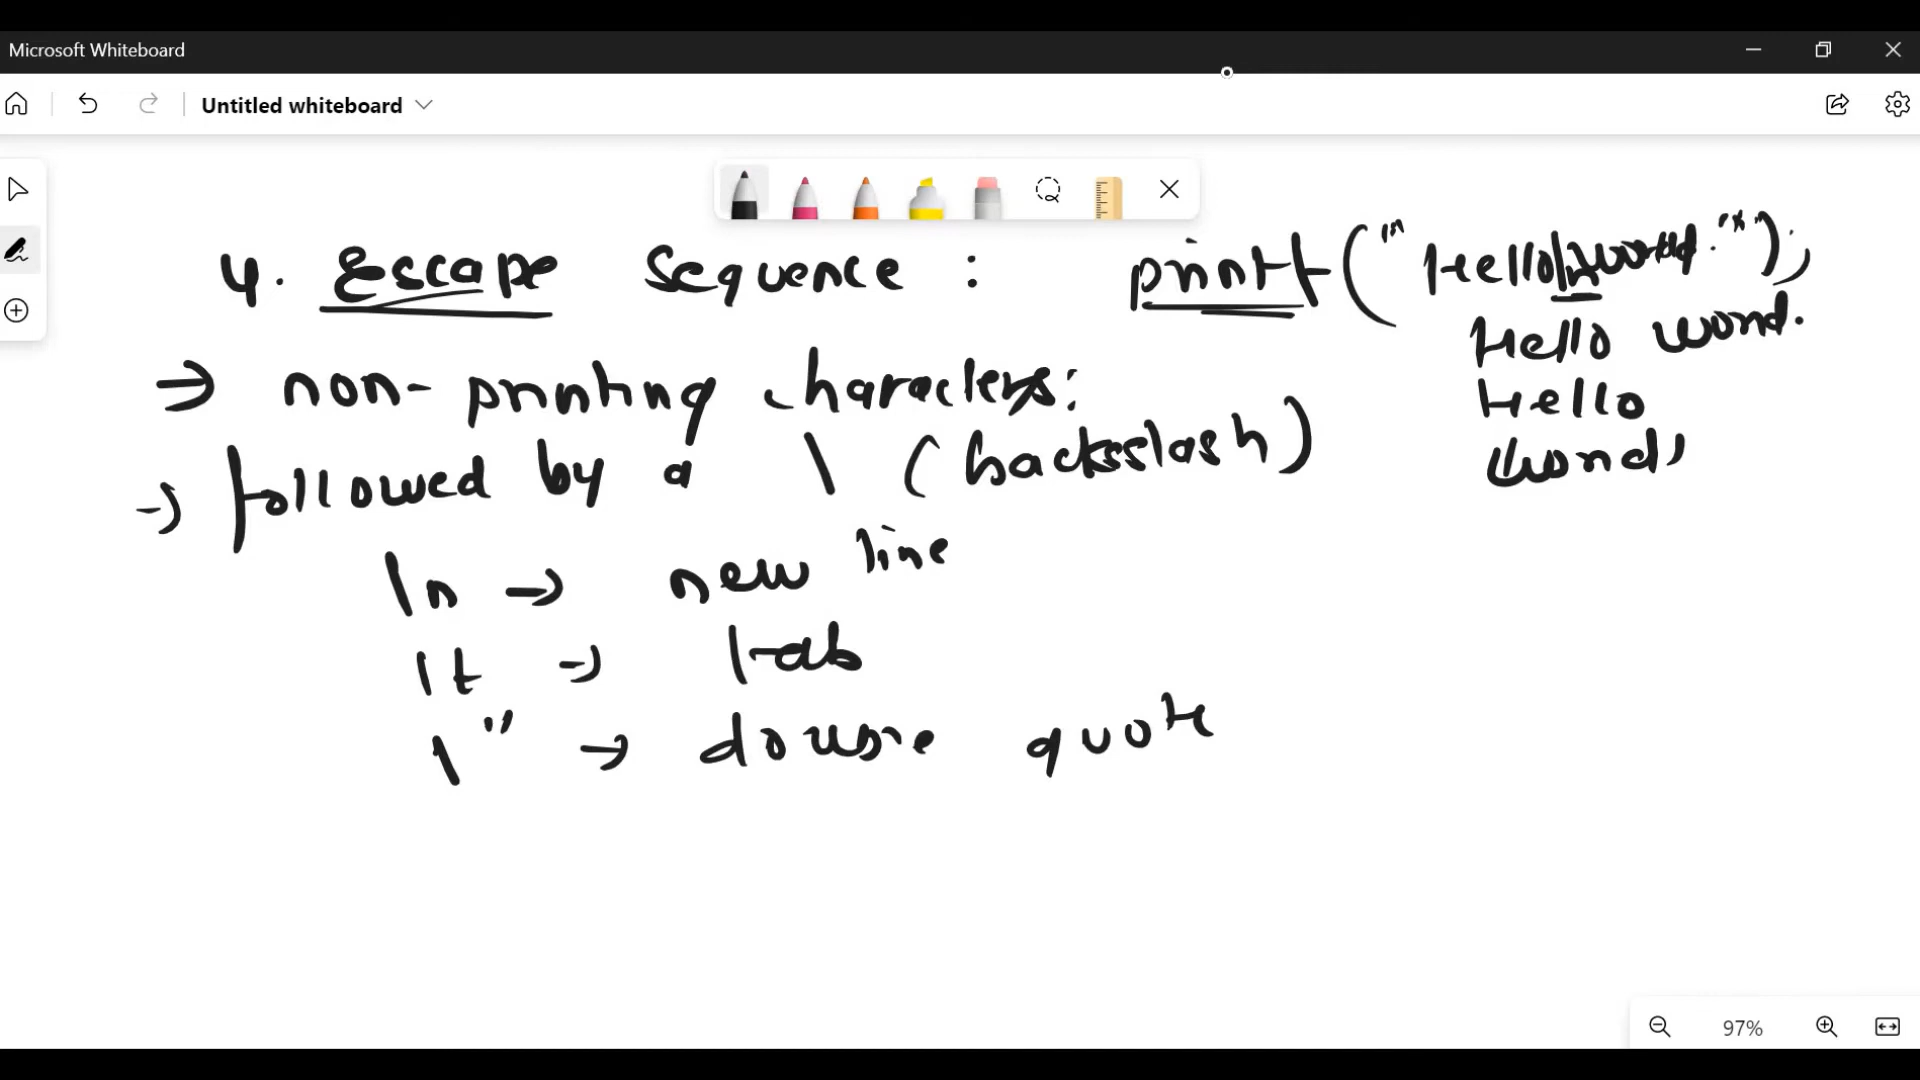 Microsoft Whiteboard
Untitled whiteboard
4. Escape Sequence : printf("Hello\nworld.");
Hello world.
→ non-printing characters:
Hello
world,
→ followed by a \ (backsslash)
\n → new line
\t → tab
\" → double quote
97%